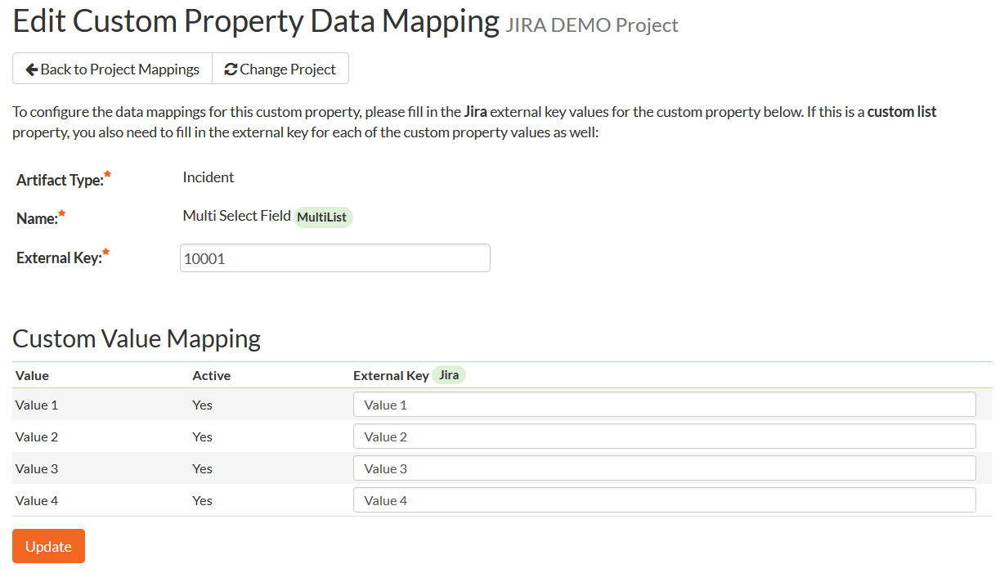 Edit Custom Property Data Mapping JIRA DEMO Project
Back to Project Mappings Change Project
To configure the data mappings for this custom property, please fill in the Jira external key values for the custom property below. If this is a custom list
property, you also need to fill in the external key for each of the custom property values as well:
Artifact Type:* Incident
Name:* Multi Select Field MultiList
External Key:* 10001
Custom Value Mapping
Value Active External Key Jira
Value 1 Yes Value 1
Value 2 Yes Value 2
Value 3 Yes Value 3
Value 4 Yes Value 4
Update